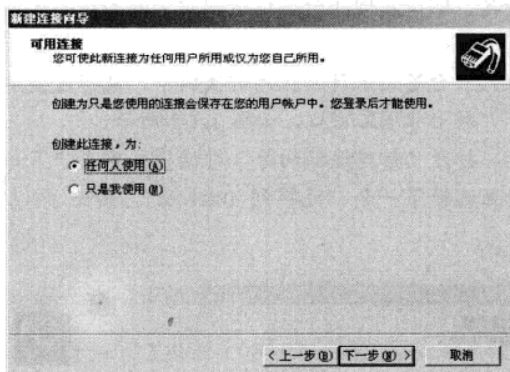 新建连接向导
可用连接
您可使此新连接为任何用户所用或仅为您自己所用。
创建为只是您使用的连接会保存在您的用户帐户中。您登录后才能使用。
创建此连接，为:
任何人使用(A)
只是我使用(M)
< 上一步(B) 下一步(N) > 取消